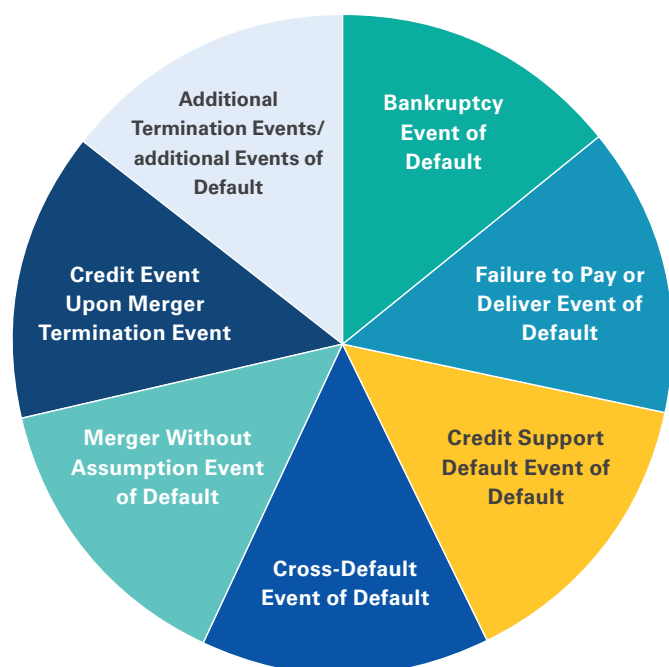 Bankruptcy
Event of
Default
Failure to Pay or
Deliver Event of
Default
Credit Support
Default Event of
Default
Cross-Default
Event of Default
Merger Without
Assumption Event
of Default
Credit Event
Upon Merger
Termination Event
Additional
Termination Events/
additional Events of
Default